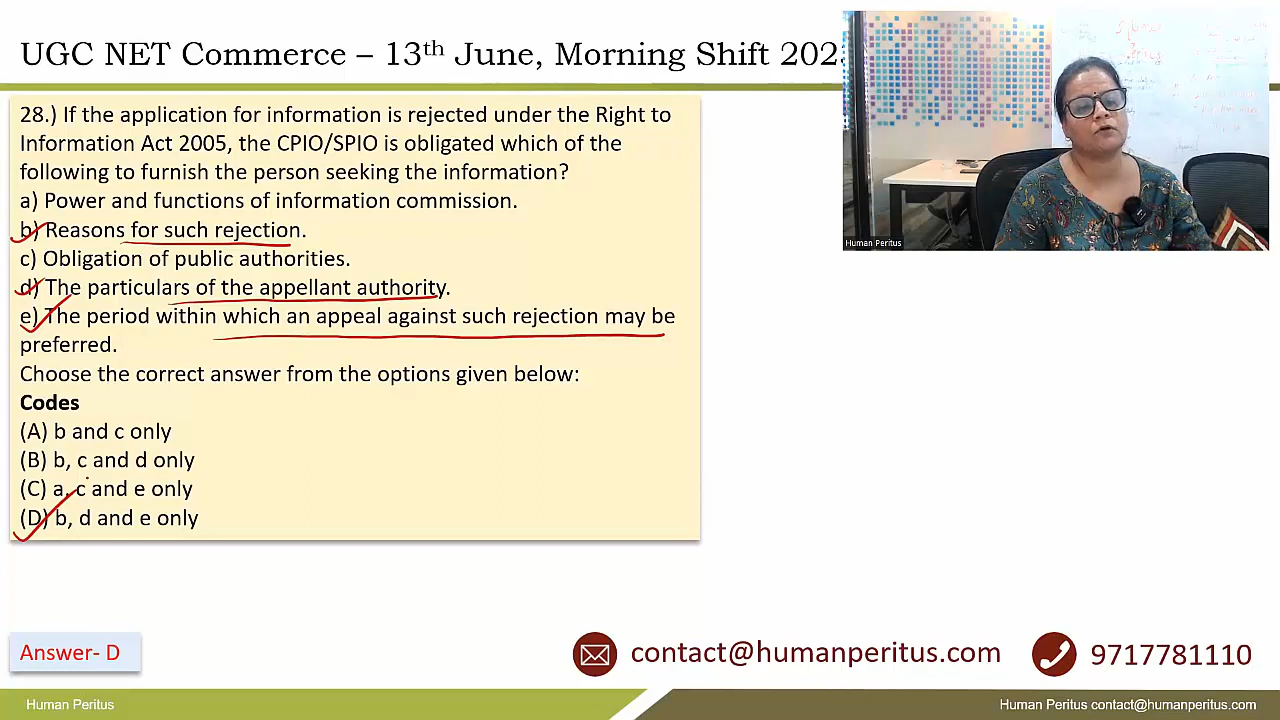 UGC NET Commerce – 13th June, Morning Shift 202
28.) If the application for information is rejected under the Right to
Information Act 2005, the CPIO/SPIO is obligated which of the
following to furnish the person seeking the information?
a) Power and functions of information commission.
b) Reasons for such rejection.
c) Obligation of public authorities.
d) The particulars of the appellant authority.
e) The period within which an appeal against such rejection may be
preferred.
Choose the correct answer from the options given below:
Codes
(A) b and c only
(B) b, c and d only
(C) a, c and e only
(D) b, d and e only
Human Peritus
Answer- D
contact@humanperitus.com
9717781110
Human Peritus
Human Peritus contact@humanperitus.com